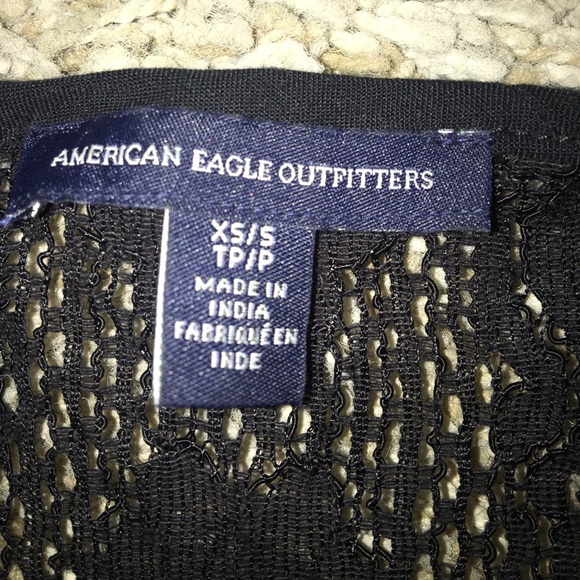 AMERICAN EAGLE OUTFITTERS
XS/S
TP/P
MADE IN
INDIA
FABRIQUÉ EN
INDE